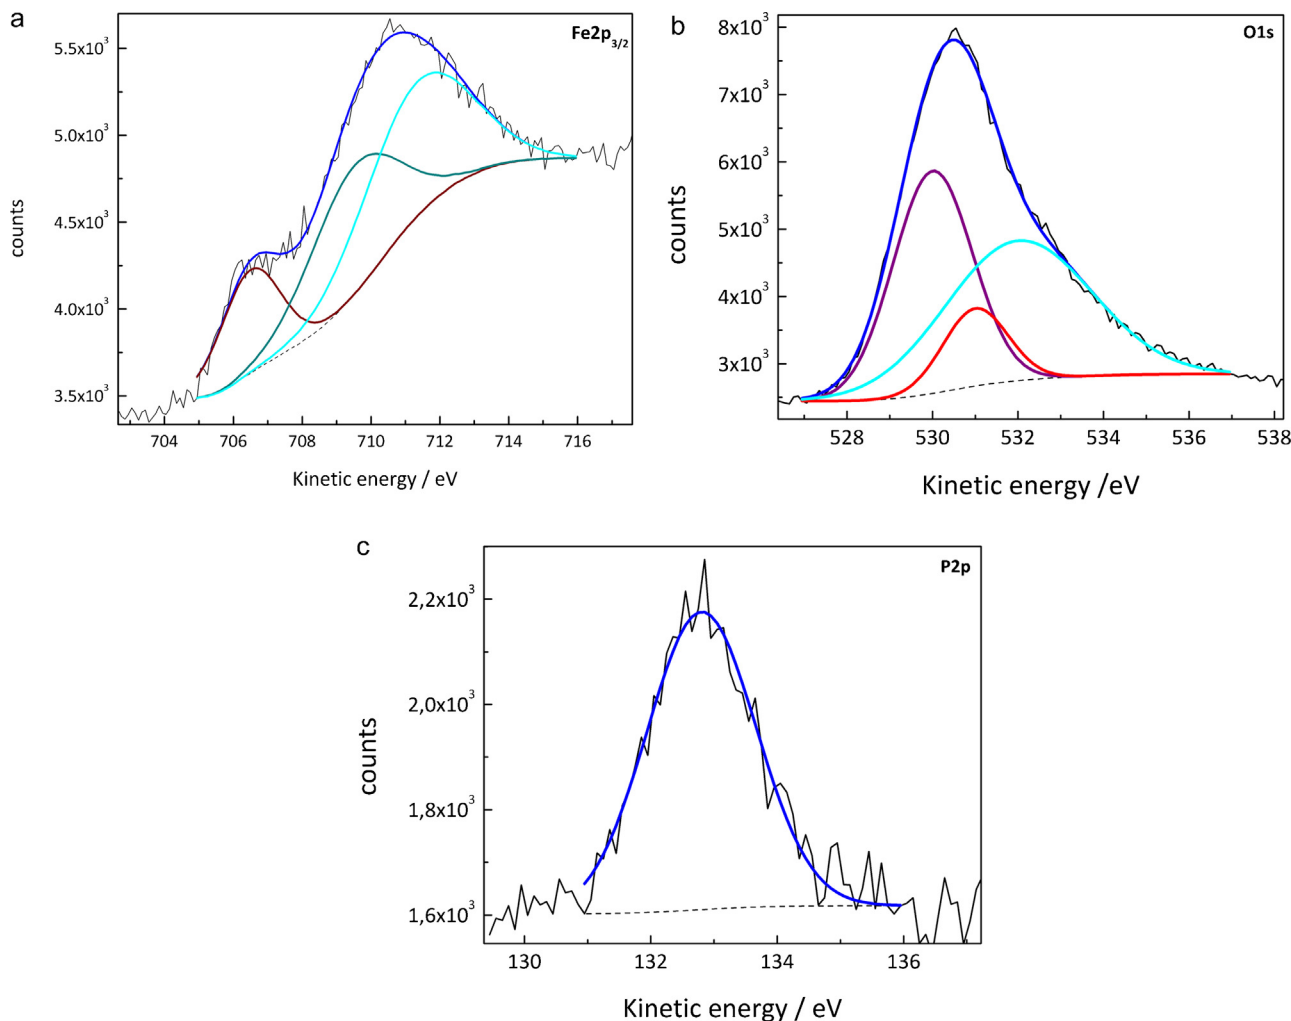 a
Fe2p3/2
5.5x10³
5.0x10³
4.5x10³
4.0x10³
3.5x10³
counts
704 706 708 710 712 714 716
Kinetic energy / eV
b
O1s
8x10³
7x10³
6x10³
5x10³
4x10³
3x10³
counts
528 530 532 534 536 538
Kinetic energy /eV
c
P2p
2,2x10³
2,0x10³
1,8x10³
1,6x10³
counts
130 132 134 136
Kinetic energy / eV